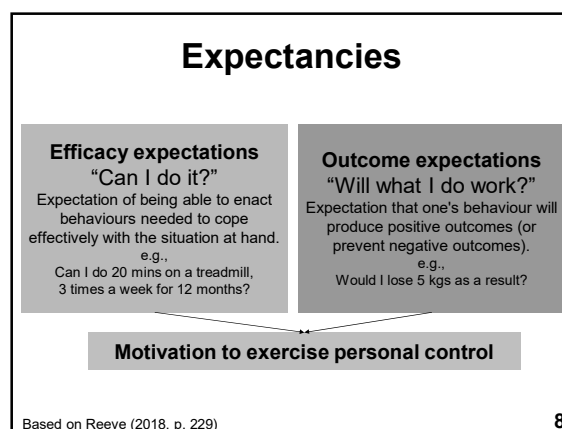 Expectancies
Efficacy expectations
“Can I do it?”
Expectation of being able to enact
behaviours needed to cope
effectively with the situation at hand.
e.g.,
Can I do 20 mins on a treadmill,
3 times a week for 12 months?
Outcome expectations
“Will what I do work?”
Expectation that one's behaviour will
produce positive outcomes (or
prevent negative outcomes).
e.g.,
Would I lose 5 kgs as a result?
Motivation to exercise personal control
Based on Reeve (2018, p. 229)
8